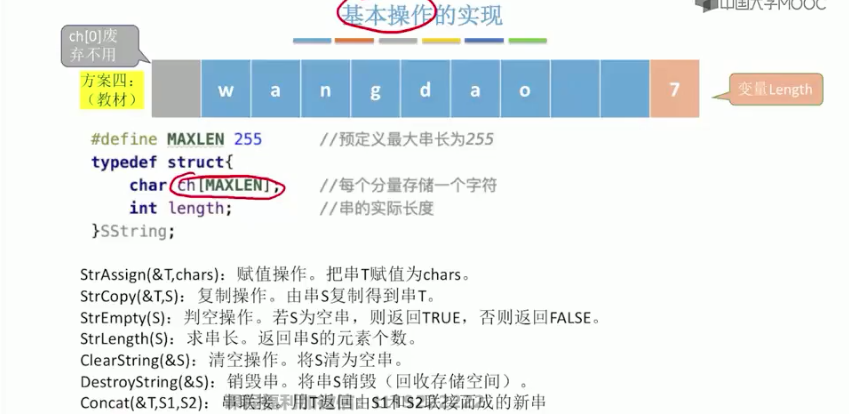 基本操作的实现
中国大学MOOC
ch[0]废
弃不用
方案四：
（教材）
w a n g d a o 7
变量Length
#define MAXLEN 255 //预定义最大串长为255
typedef struct{
char ch[MAXLEN]; //每个分量存储一个字符
int length; //串的实际长度
}SString;
StrAssign(&T,chars)：赋值操作。把串T赋值为chars。
StrCopy(&T,S)：复制操作。由串S复制得到串T。
StrEmpty(S)：判空操作。若S为空串，则返回TRUE，否则返回FALSE。
StrLength(S)：求串长。返回串S的元素个数。
ClearString(&S)：清空操作。将S清为空串。
DestroyString(&S)：销毁串。将串S销毁（回收存储空间）。
Concat(&T,S1,S2)：串联接。用T返回由S1和S2联接而成的新串